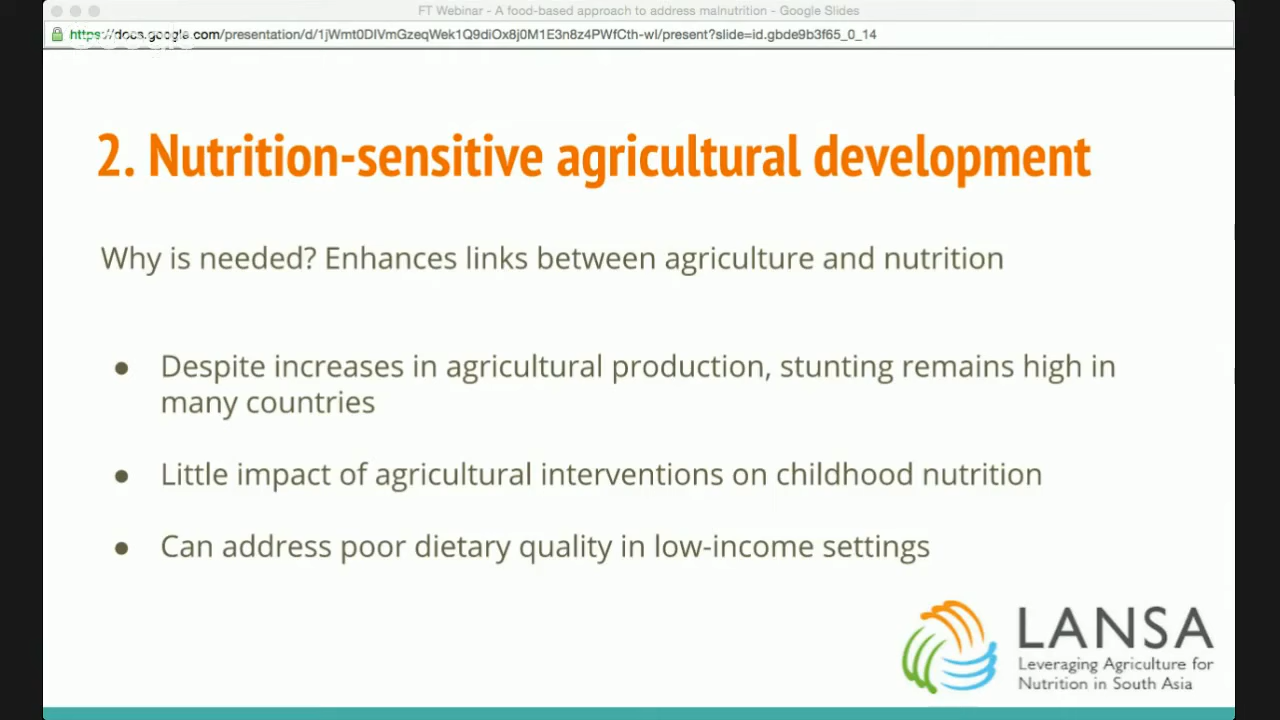 FT Webinar - A food-based approach to address malnutrition - Google Slides
https://docs.google.com/presentation/d/1jWmt0DIVmGzeqWek1Q9diOx8j0M1E3n8z4PWfCth-wI/present?slide=id.gbde9b3f65_0_14
Google
2. Nutrition-sensitive agricultural development
Why is needed? Enhances links between agriculture and nutrition
● Despite increases in agricultural production, stunting remains high in
many countries
● Little impact of agricultural interventions on childhood nutrition
● Can address poor dietary quality in low-income settings
LANSA
Leveraging Agriculture for
Nutrition in South Asia